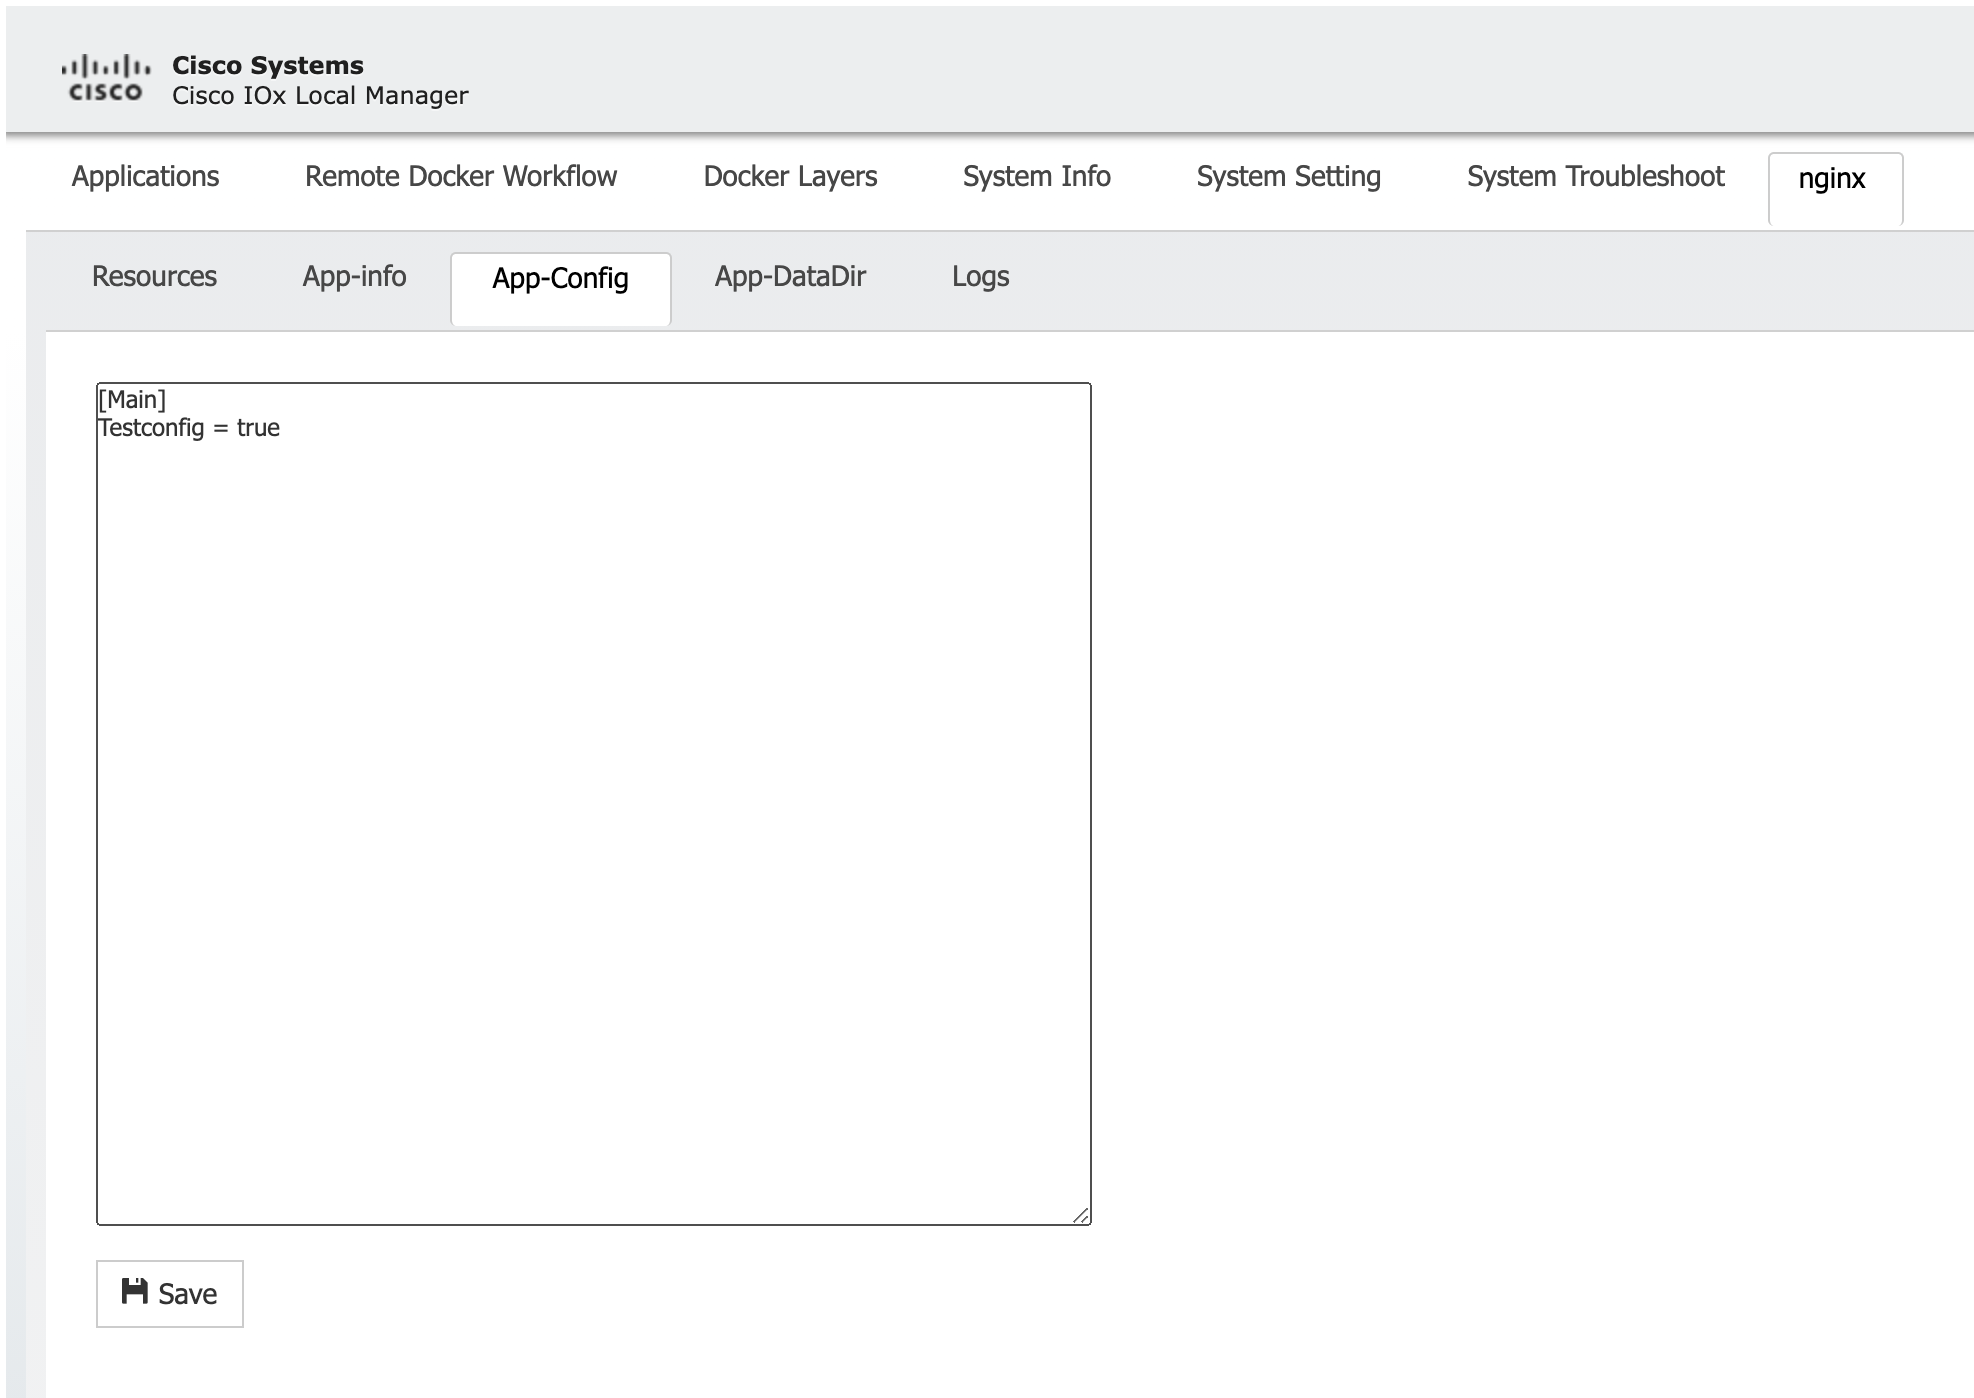 CISCO
Cisco Systems
Cisco IOx Local Manager
Applications Remote Docker Workflow Docker Layers System Info System Setting System Troubleshoot nginx
Resources App-info App-Config App-DataDir Logs
[Main]
Testconfig = true
Save